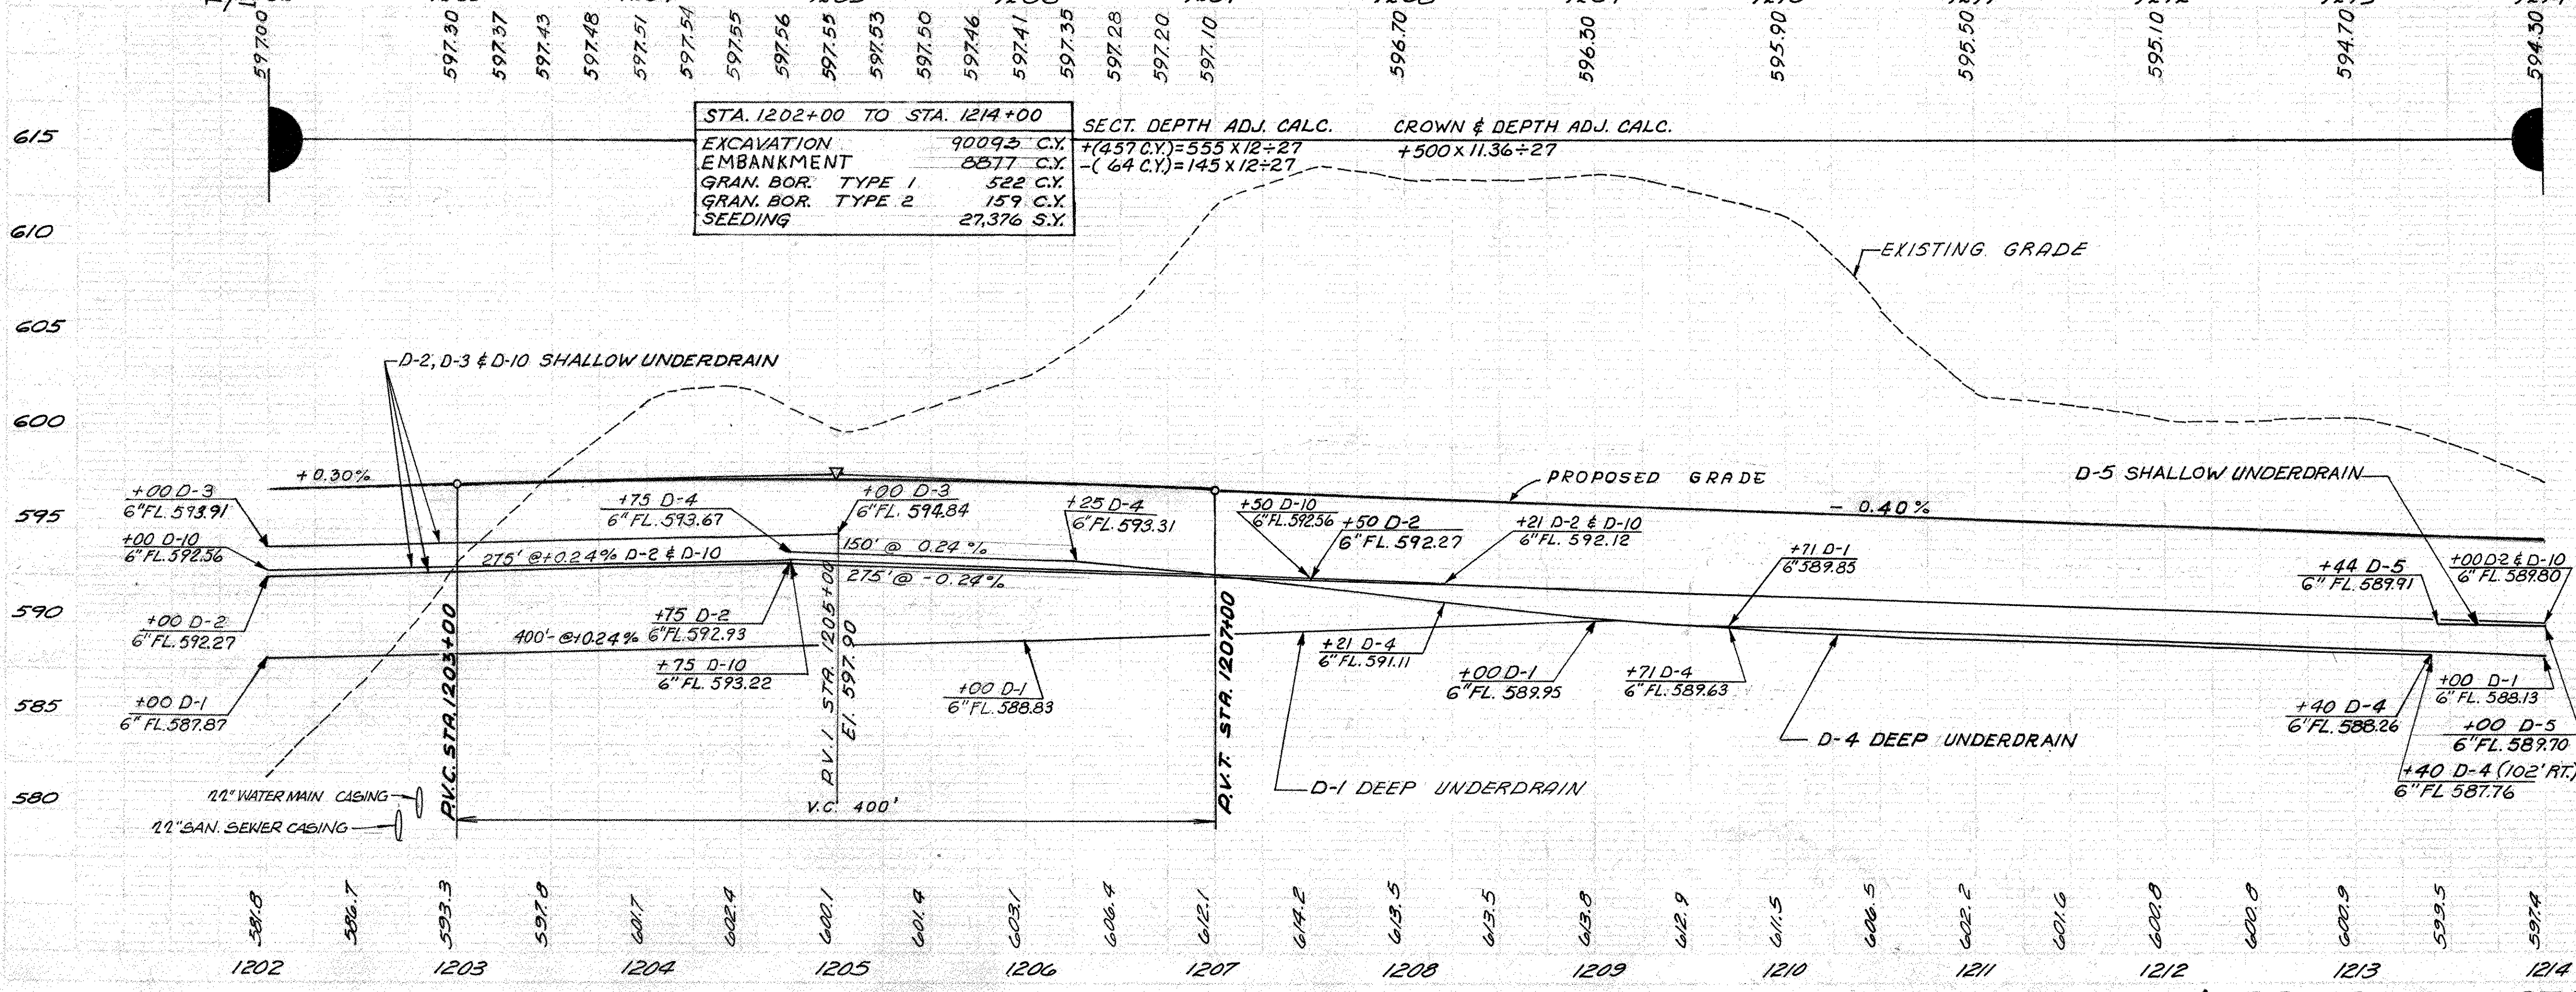 597.00 597.30 597.37 597.43 597.48 597.51 597.54 597.55 597.56 597.55 597.53 597.50 597.46 597.41 597.35 597.28 597.20 597.10 596.70 596.30 595.90 595.50 595.10 594.70 594.30
615
610
605
600
595
590
585
580
STA. 1202+00 TO STA. 1214+00
EXCAVATION 90093 C.Y.
EMBANKMENT 8877 C.Y.
GRAN. BOR. TYPE 1 522 C.Y.
GRAN. BOR. TYPE 2 159 C.Y.
SEEDING 27,376 S.Y.
SECT. DEPTH ADJ. CALC.
+(457 C.Y.)=555 X 12÷27
-( 64 C.Y.)=145 X 12÷27
CROWN & DEPTH ADJ. CALC.
+500 X 11.36÷27
EXISTING GRADE
D-2, D-3 & D-10 SHALLOW UNDERDRAIN
+0.30%
PROPOSED GRADE
- 0.40%
D-5 SHALLOW UNDERDRAIN
+00 D-3
6"FL. 593.91
+00 D-10
6"FL. 592.56
+00 D-2
6"FL. 592.27
+00 D-1
6"FL. 587.87
275' @+0.24% D-2 & D-10
+75 D-4
6"FL. 593.67
+00 D-3
6"FL. 594.84
150' @ 0.24%
275' @ -0.24%
+25 D-4
6"FL. 593.31
+50 D-10
6"FL. 592.56
+50 D-2
6"FL. 592.27
+21 D-2 & D-10
6"FL. 592.12
+71 D-1
6"589.85
+44 D-5
6"FL. 589.91
+00 D-2 & D-10
6"FL. 589.80
400'- @+0.24%
+75 D-2
6"FL. 592.93
+75 D-10
6"FL. 593.22
+00 D-1
6"FL. 588.83
+21 D-4
6"FL. 591.11
+00 D-1
6"FL. 589.95
+71 D-4
6"FL. 589.63
+40 D-4
6"FL. 588.26
+00 D-1
6"FL. 588.13
+00 D-5
6"FL. 589.70
+40 D-4 (102' RT.)
6"FL 587.76
D-4 DEEP UNDERDRAIN
D-1 DEEP UNDERDRAIN
P.V.C. STA. 1203+00
P.V.I STA. 1205+00
El. 597.90
P.V.T. STA. 1207+00
V.C. 400'
22" WATER MAIN CASING
22" SAN. SEWER CASING
581.8 586.7 593.3 597.8 601.7 602.4 600.1 601.4 603.1 606.4 612.1 614.2 613.5 613.5 613.8 612.9 611.5 606.5 602.2 601.6 600.8 600.8 600.9 599.5 597.4
1202 1203 1204 1205 1206 1207 1208 1209 1210 1211 1212 1213 1214